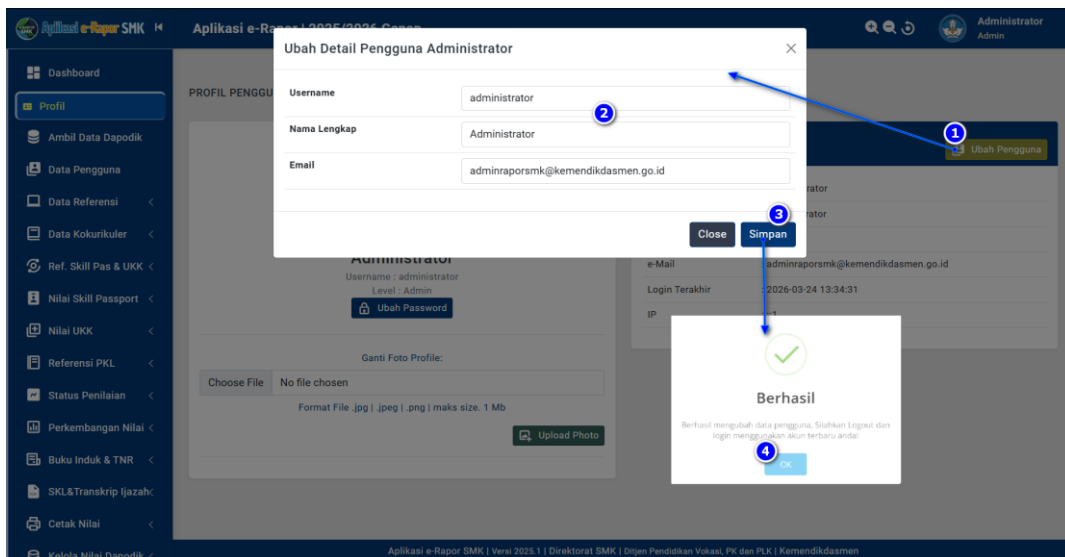 Aplikasi e-Rapor SMK
Aplikasi e-Rapor | 2025/2026 Genap
Administrator
Admin
Dashboard
Profil
Ambil Data Dapodik
Data Pengguna
Data Referensi
Data Kokurikuler
Ref. Skill Pas & UKK
Nilai Skill Passport
Nilai UKK
Referensi PKL
Status Penilaian
Perkembangan Nilai
Buku Induk & TNR
SKL&Transkrip Ijazah
Cetak Nilai
Kelola Nilai Dapodik
PROFIL PENGGU
Ubah Detail Pengguna Administrator
Username
administrator
2
Nama Lengkap
Administrator
Email
adminraporsmk@kemendikdasmen.go.id
3
Close
Simpan
1
Ubah Pengguna
rator
rator
e-Mail
: adminraporsmk@kemendikdasmen.go.id
Login Terakhir
: 2026-03-24 13:34:31
IP
Administrator
Username : administrator
Level : Admin
Ubah Password
Ganti Foto Profile:
Choose File No file chosen
Format File .jpg | .jpeg | .png | maks size. 1 Mb
Upload Photo
Berhasil
Berhasil mengubah data pengguna, Silahkan Logout dan
login menggunakan akun terbaru anda!
4
OK
Aplikasi e-Rapor SMK | Versi 2025.1 | Direktorat SMK | Ditjen Pendidikan Vokasi, PK dan PLK | Kemendikdasmen